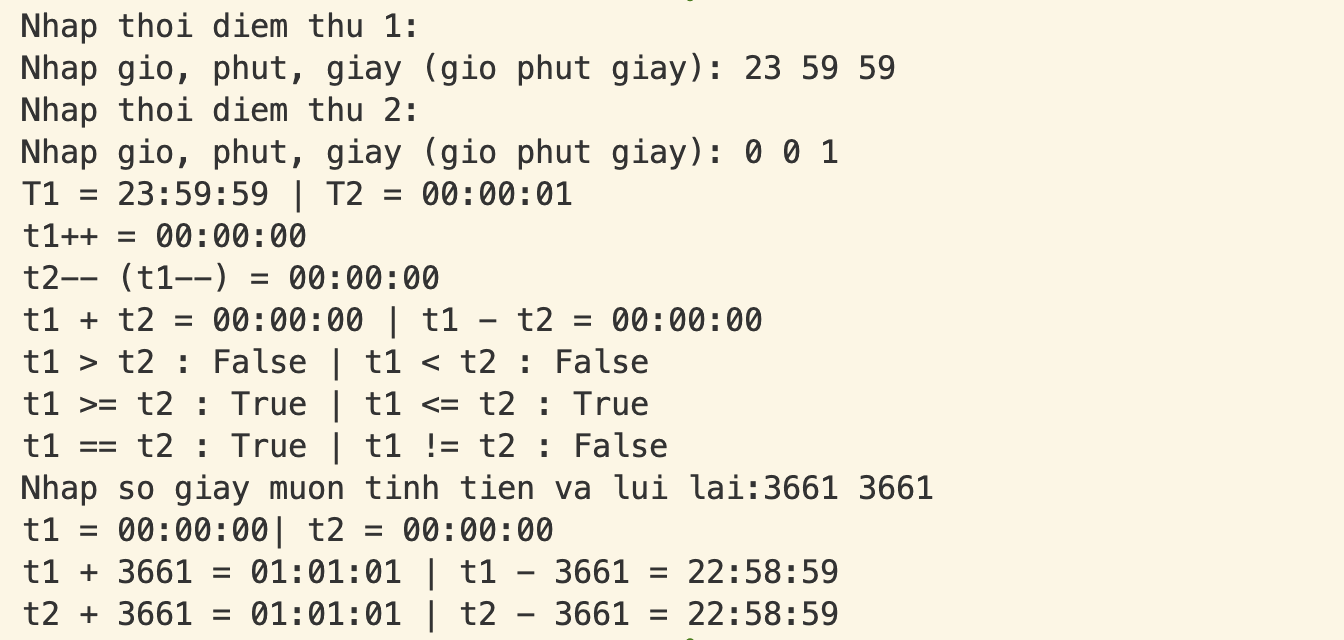 Nhap thoi diem thu 1:
Nhap gio, phut, giay (gio phut giay): 23 59 59
Nhap thoi diem thu 2:
Nhap gio, phut, giay (gio phut giay): 0 0 1
T1 = 23:59:59 | T2 = 00:00:01
t1++ = 00:00:00
t2-- (t1--) = 00:00:00
t1 + t2 = 00:00:00 | t1 - t2 = 00:00:00
t1 > t2 : False | t1 < t2 : False
t1 >= t2 : True | t1 <= t2 : True
t1 == t2 : True | t1 != t2 : False
Nhap so giay muon tinh tien va lui lai:3661 3661
t1 = 00:00:00| t2 = 00:00:00
t1 + 3661 = 01:01:01 | t1 - 3661 = 22:58:59
t2 + 3661 = 01:01:01 | t2 - 3661 = 22:58:59